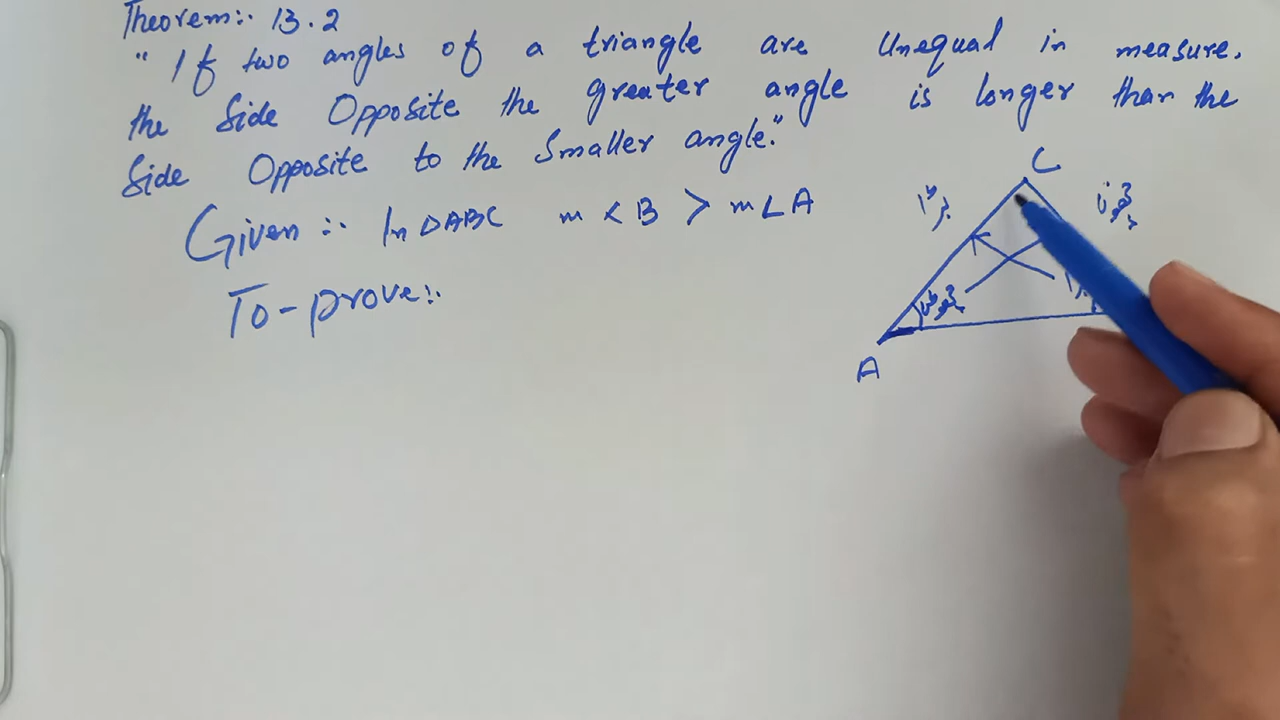 Theorem:- 13.2
"If two angles of a triangle are Unequal in measure.
the Side Opposite the greater angle is longer than the
Side Opposite to the Smaller angle."
Given :- In △ABC m<B > m∠A
To-prove:-
C
A